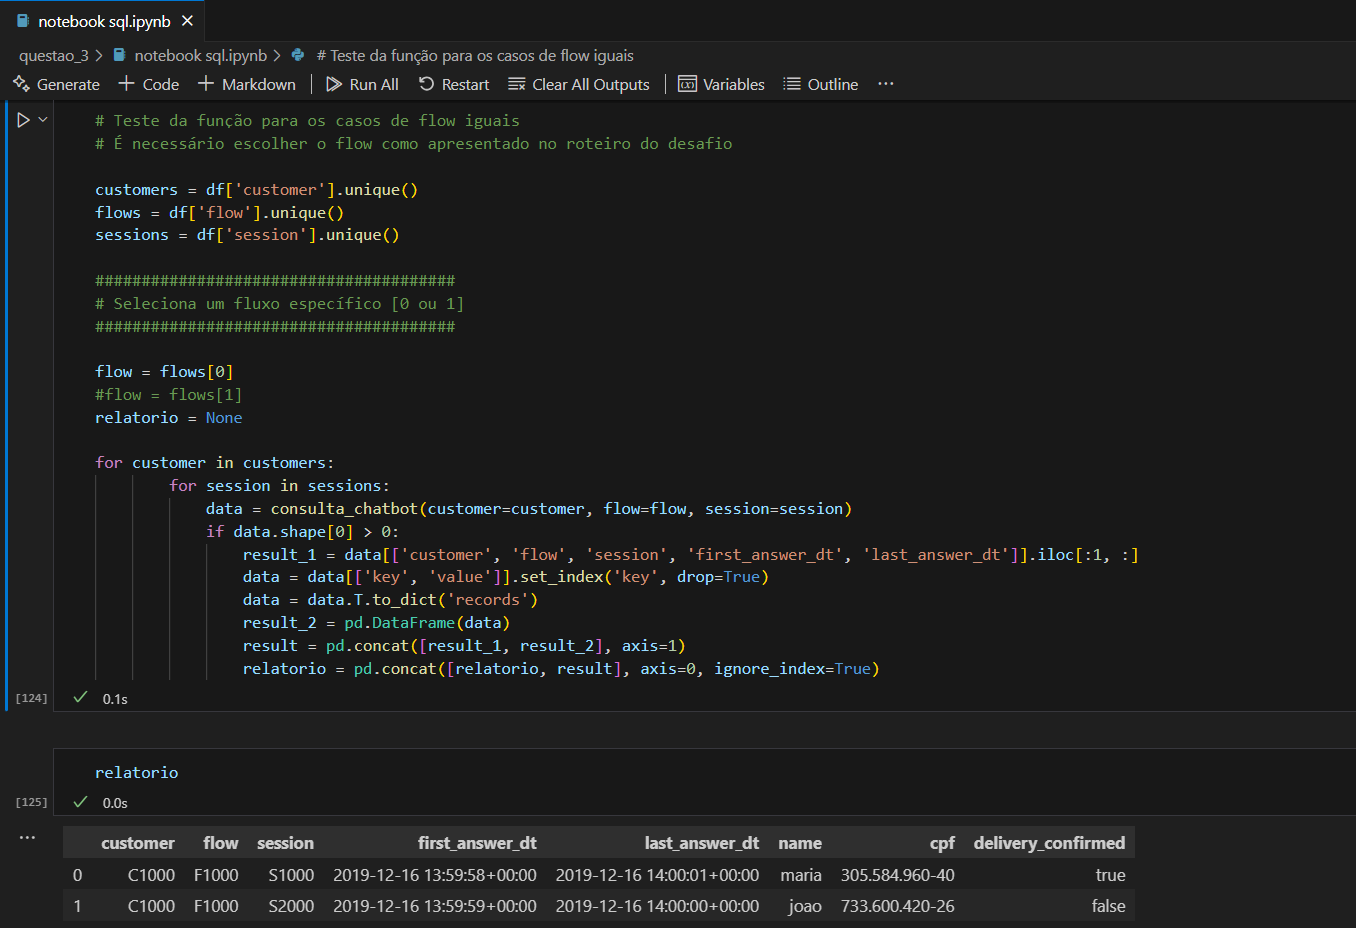 notebook sql.ipynb ×
questao_3 > notebook sql.ipynb > # Teste da função para os casos de flow iguais
Generate + Code + Markdown | Run All Restart Clear All Outputs | Variables Outline ...
# Teste da função para os casos de flow iguais
# É necessário escolher o flow como apresentado no roteiro do desafio
customers = df['customer'].unique()
flows = df['flow'].unique()
sessions = df['session'].unique()
#######################################
# Seleciona um fluxo específico [0 ou 1]
#######################################
flow = flows[0]
#flow = flows[1]
relatorio = None
for customer in customers:
for session in sessions:
data = consulta_chatbot(customer=customer, flow=flow, session=session)
if data.shape[0] > 0:
result_1 = data[['customer', 'flow', 'session', 'first_answer_dt', 'last_answer_dt']].iloc[:1, :]
data = data[['key', 'value']].set_index('key', drop=True)
data = data.T.to_dict('records')
result_2 = pd.DataFrame(data)
result = pd.concat([result_1, result_2], axis=1)
relatorio = pd.concat([relatorio, result], axis=0, ignore_index=True)
[124] ✓ 0.1s
relatorio
[125] ✓ 0.0s
... customer flow session first_answer_dt last_answer_dt name cpf delivery_confirmed
0 C1000 F1000 S1000 2019-12-16 13:59:58+00:00 2019-12-16 14:00:01+00:00 maria 305.584.960-40 true
1 C1000 F1000 S2000 2019-12-16 13:59:59+00:00 2019-12-16 14:00:00+00:00 joao 733.600.420-26 false